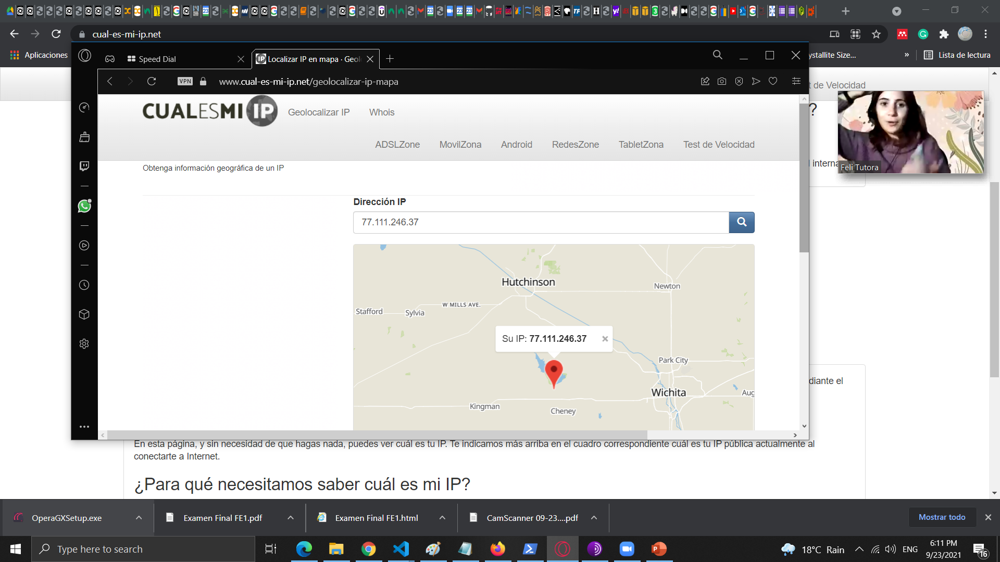 cual-es-mi-ip.net
Aplicaciones
ystallite Size...
»
Lista de lectura
Speed Dial
Localizar IP en mapa · Geol
VPN
www.cual-es-mi-ip.net/geolocalizar-ip-mapa
t de Velocidad
CUALESMI IP
Geolocalizar IP
Whois
?
ADSLZone
MovilZona
Android
RedesZone
TabletZona
Test de Velocidad
l interna
Feli Tutora
Obtenga información geográfica de un IP
Dirección IP
77.111.246.37
Hutchinson
Newton
W MILLS AVE.
Stafford
Sylvia
Su IP: 77.111.246.37
Park City
diante el
Wichita
Aug
Kingman
Cheney
En esta página, y sin necesidad de que hagas nada, puedes ver cuál es tu IP. Te indicamos más arriba en el cuadro correspondiente cuál es tu IP pública actualmente al
conectarte a Internet.
¿Para qué necesitamos saber cuál es mi IP?
OperaGXSetup.exe
Examen Final FE1.pdf
Examen Final FE1.html
CamScanner 09-23....pdf
Mostrar todo
Type here to search
18°C Rain
ENG
6:11 PM
9/23/2021
16